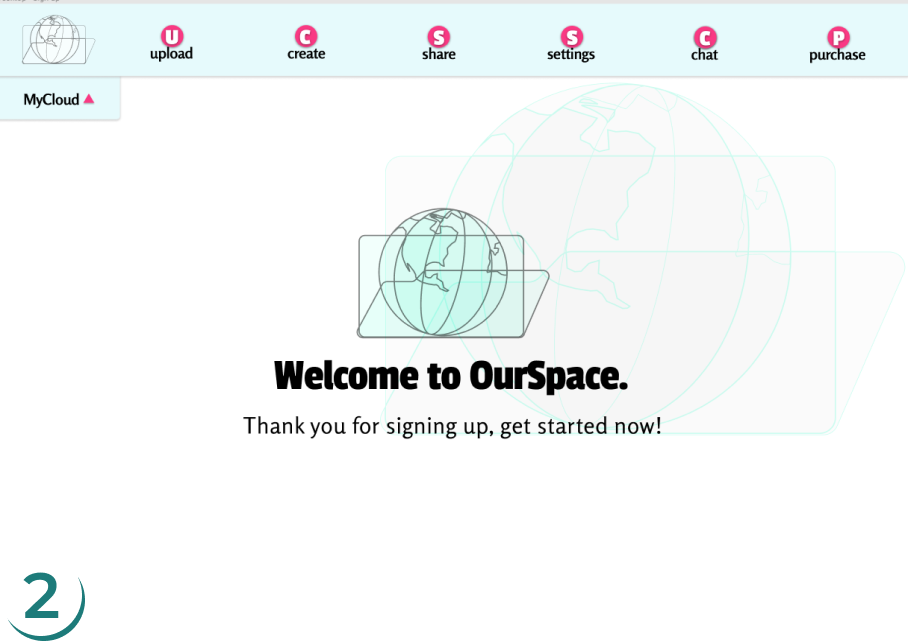 U C S S C P
upload create share settings chat purchase
MyCloud
Welcome to OurSpace.
Thank you for signing up, get started now!
2